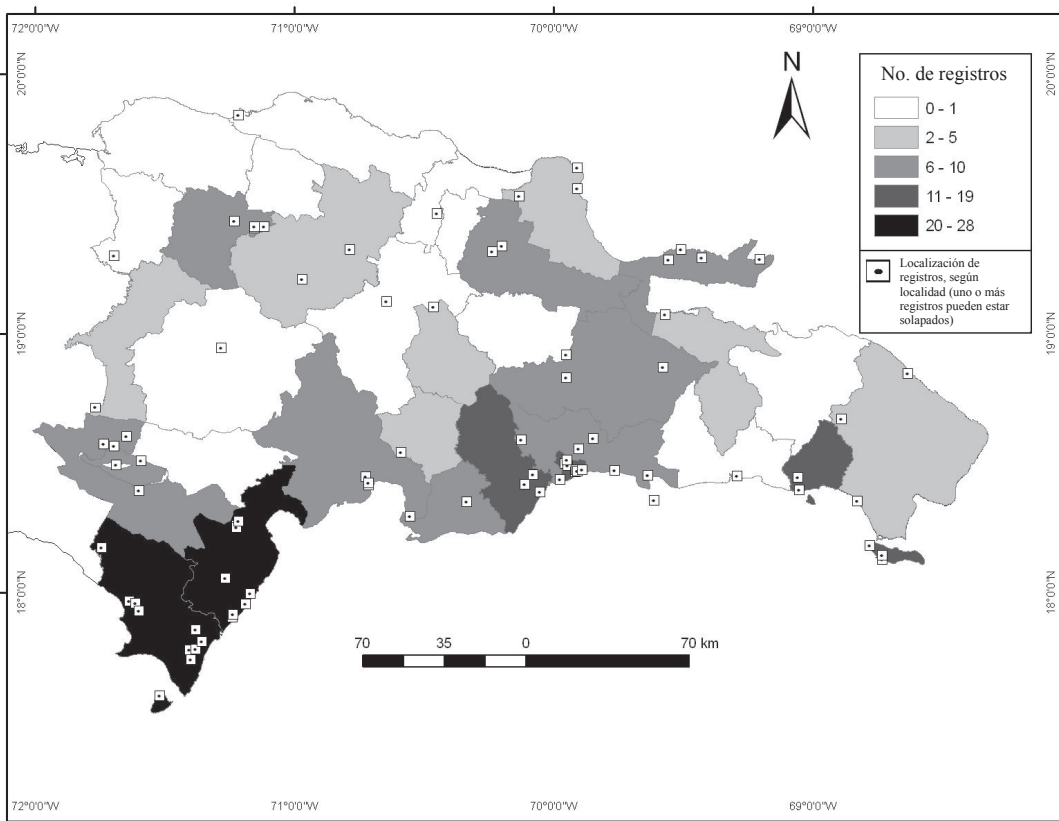 72°0'0"W
71°0'0"W
70°0'0"W
69°0'0"W
20°0'0"N
20°0'0"N
N
No. de registros
0 - 1
2 - 5
6 - 10
11 - 19
20 - 28
Localización de
registros, según
localidad (uno o más
registros pueden estar
solapados)
19°0'0"N
19°0'0"N
18°0'0"N
18°0'0"N
70
35
0
70 km
72°0'0"W
71°0'0"W
70°0'0"W
69°0'0"W